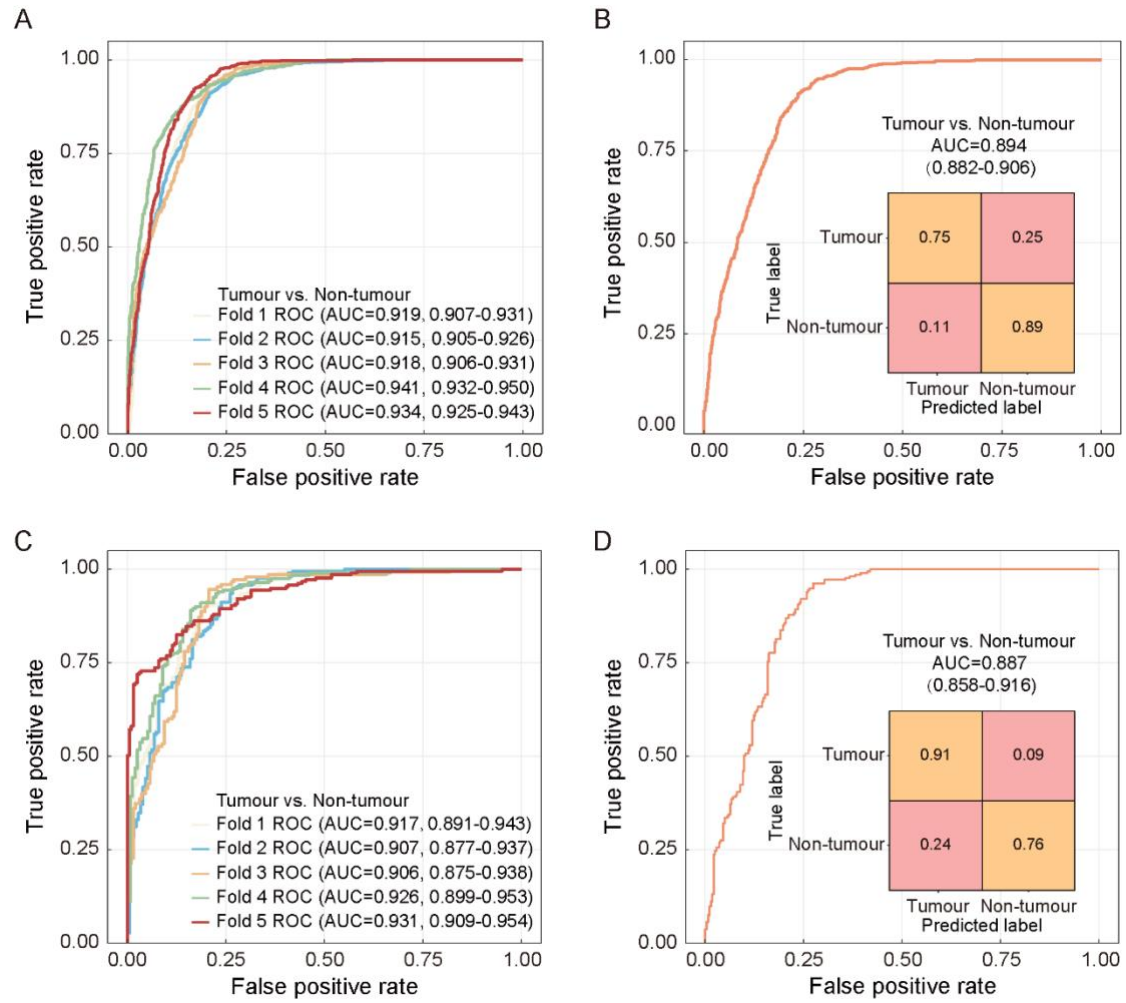 A
True positive rate
1.00
0.75
0.50
0.25
0.00
Tumour vs. Non-tumour
Fold 1 ROC (AUC=0.919, 0.907-0.931)
Fold 2 ROC (AUC=0.915, 0.905-0.926)
Fold 3 ROC (AUC=0.918, 0.906-0.931)
Fold 4 ROC (AUC=0.941, 0.932-0.950)
Fold 5 ROC (AUC=0.934, 0.925-0.943)
0.00 0.25 0.50 0.75 1.00
False positive rate
B
True positive rate
1.00
0.75
0.50
0.25
0.00
Tumour vs. Non-tumour
AUC=0.894
(0.882-0.906)
True label
Tumour 0.75 0.25
Non-tumour 0.11 0.89
Tumour Non-tumour
Predicted label
0.00 0.25 0.50 0.75 1.00
False positive rate
C
True positive rate
1.00
0.75
0.50
0.25
0.00
Tumour vs. Non-tumour
Fold 1 ROC (AUC=0.917, 0.891-0.943)
Fold 2 ROC (AUC=0.907, 0.877-0.937)
Fold 3 ROC (AUC=0.906, 0.875-0.938)
Fold 4 ROC (AUC=0.926, 0.899-0.953)
Fold 5 ROC (AUC=0.931, 0.909-0.954)
0.00 0.25 0.50 0.75 1.00
False positive rate
D
True positive rate
1.00
0.75
0.50
0.25
0.00
Tumour vs. Non-tumour
AUC=0.887
(0.858-0.916)
True label
Tumour 0.91 0.09
Non-tumour 0.24 0.76
Tumour Non-tumour
Predicted label
0.00 0.25 0.50 0.75 1.00
False positive rate